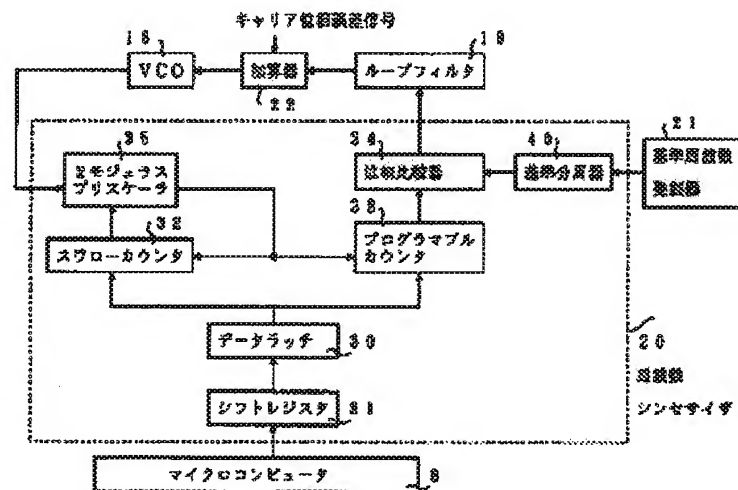 キャリア位相誤差信号
18
VCO
加算器
22
ループフィルタ
19
35
2モジュラス
プリスケーラ
34
位相比較器
40
基準分周器
21
基準周波数
発振器
32
スワローカウンタ
38
プログラマブル
カウンタ
データラッチ
30
シフトレジスタ
31
20
周波数
シンセサイザ
マイクロコンピュータ
8